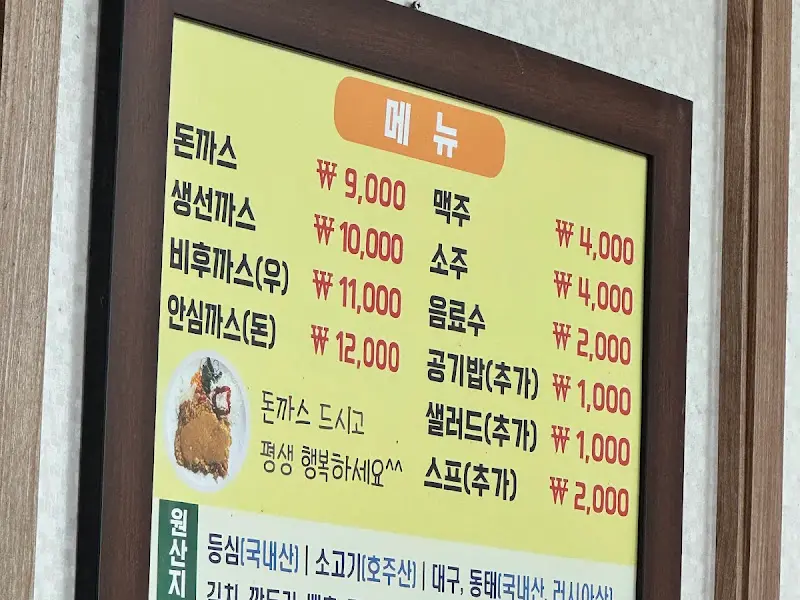 메뉴
돈까스 ₩ 9,000
생선까스 ₩ 10,000
비후까스(우) ₩ 11,000
안심까스(돈) ₩ 12,000
맥주 ₩ 4,000
소주 ₩ 4,000
음료수 ₩ 2,000
공기밥(추가) ₩ 1,000
샐러드(추가) ₩ 1,000
스프(추가) ₩ 2,000
돈까스 드시고
평생 행복하세요^^
원산지
등심(국내산) | 소고기(호주산) | 대구, 동태(국내산, 러시아산)